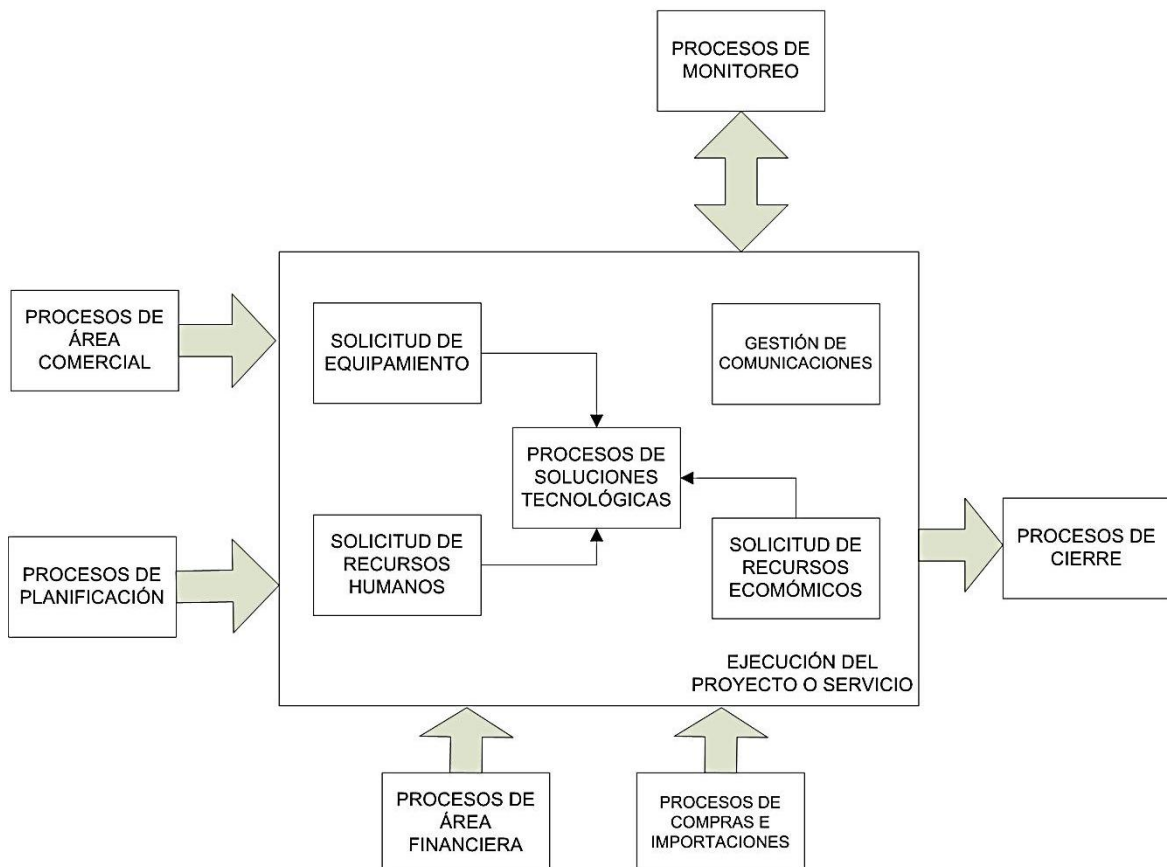 PROCESOS DE
MONITOREO
PROCESOS DE
ÁREA
COMERCIAL
SOLICITUD DE
EQUIPAMIENTO
GESTIÓN DE
COMUNICACIONES
PROCESOS DE
SOLUCIONES
TECNOLÓGICAS
PROCESOS DE
PLANIFICACIÓN
SOLICITUD DE
RECURSOS
HUMANOS
SOLICITUD DE
RECURSOS
ECOMÓMICOS
PROCESOS DE
CIERRE
EJECUCIÓN DEL
PROYECTO O SERVICIO
PROCESOS DE
ÁREA
FINANCIERA
PROCESOS DE
COMPRAS E
IMPORTACIONES